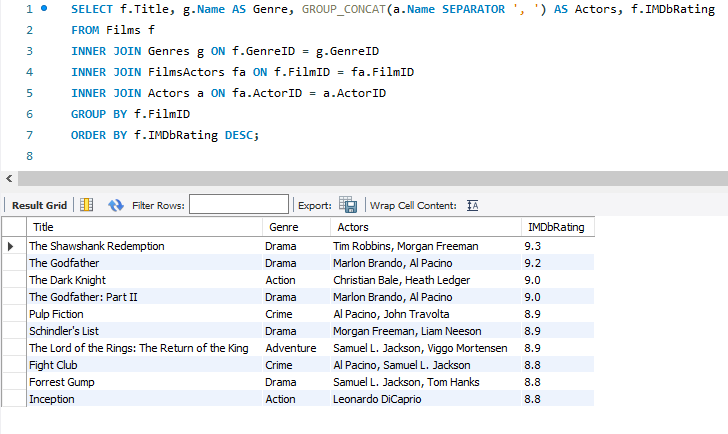 1 SELECT f.Title, g.Name AS Genre, GROUP_CONCAT(a.Name SEPARATOR ', ') AS Actors, f.IMDbRating
2 FROM Films f
3 INNER JOIN Genres g ON f.GenreID = g.GenreID
4 INNER JOIN FilmsActors fa ON f.FilmID = fa.FilmID
5 INNER JOIN Actors a ON fa.ActorID = a.ActorID
6 GROUP BY f.FilmID
7 ORDER BY f.IMDbRating DESC;
8
Result Grid Filter Rows: Export: Wrap Cell Content: IA
Title Genre Actors IMDbRating
The Shawshank Redemption Drama Tim Robbins, Morgan Freeman 9.3
The Godfather Drama Marlon Brando, Al Pacino 9.2
The Dark Knight Action Christian Bale, Heath Ledger 9.0
The Godfather: Part II Drama Marlon Brando, Al Pacino 9.0
Pulp Fiction Crime Al Pacino, John Travolta 8.9
Schindler's List Drama Morgan Freeman, Liam Neeson 8.9
The Lord of the Rings: The Return of the King Adventure Samuel L. Jackson, Viggo Mortensen 8.9
Fight Club Crime Al Pacino, Samuel L. Jackson 8.8
Forrest Gump Drama Samuel L. Jackson, Tom Hanks 8.8
Inception Action Leonardo DiCaprio 8.8